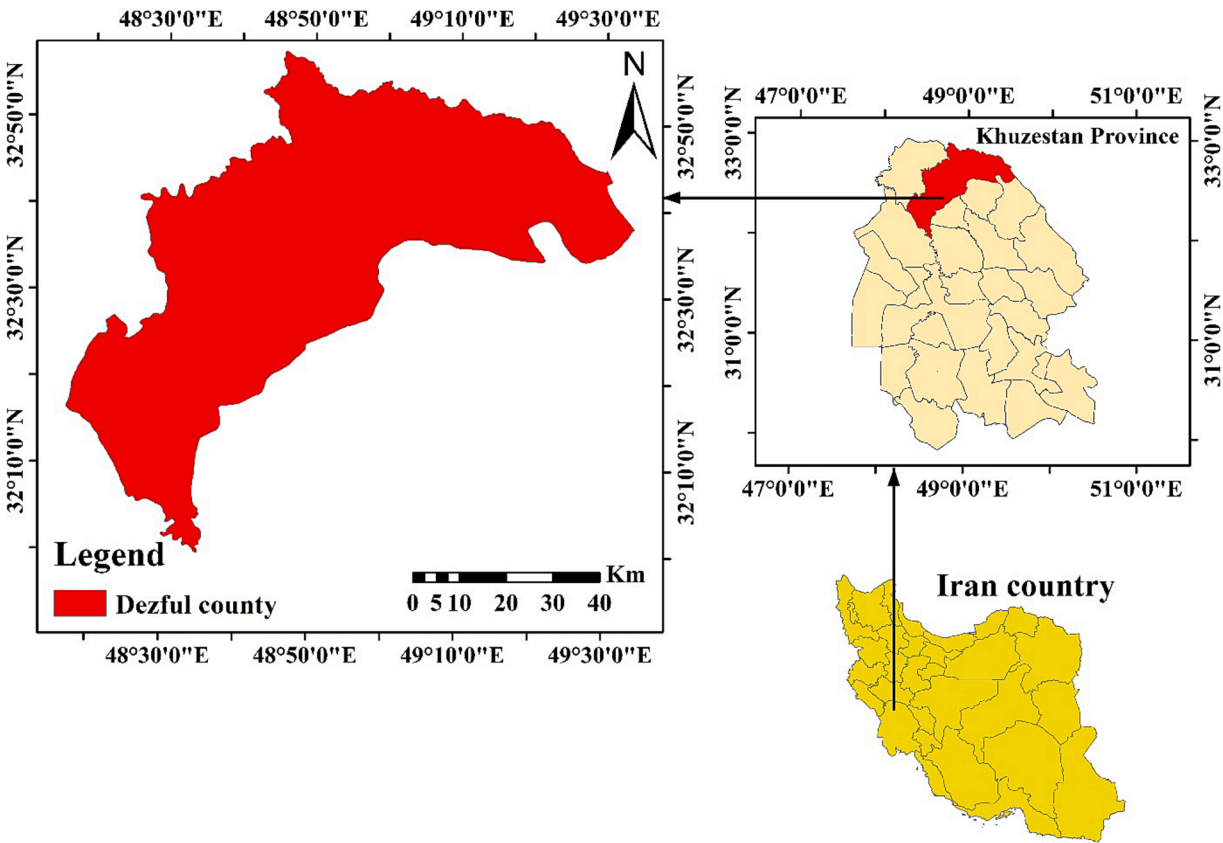 48°30'0"E 48°50'0"E 49°10'0"E 49°30'0"E
32°50'0"N
32°30'0"N
32°10'0"N
N
32°50'0"N
32°30'0"N
32°10'0"N
Legend
Dezful county
Km
0 5 10 20 30 40
48°30'0"E 48°50'0"E 49°10'0"E 49°30'0"E
47°0'0"E 49°0'0"E 51°0'0"E
Khuzestan Province
33°0'0"N
31°0'0"N
33°0'0"N
31°0'0"N
47°0'0"E 49°0'0"E 51°0'0"E
Iran country